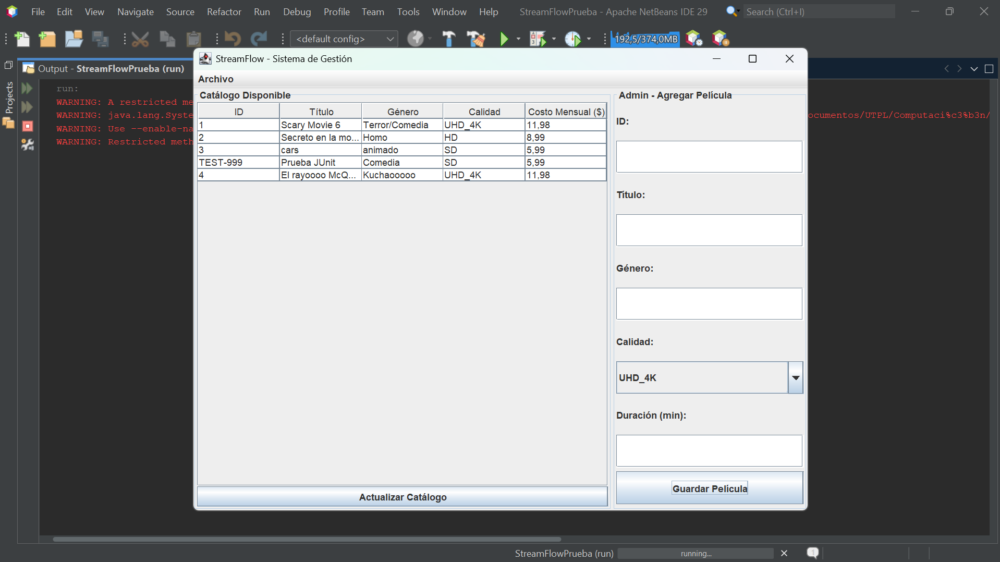 File Edit View Navigate Source Refactor Run Debug Profile Team Tools Window Help StreamFlowPrueba - Apache NetBeans IDE 29 Search (Ctrl+I)
<default config> 192,5/374,0MB
Projects
Output - StreamFlowPrueba (run)
run:
WARNING: A restricted me
WARNING: java.lang.Syste
ocumentos/UTPL/Computaci%c3%b3n/
WARNING: Use --enable-na
WARNING: Restricted meth
StreamFlow - Sistema de Gestión
Archivo
Catálogo Disponible
ID Título Género Calidad Costo Mensual ($)
1 Scary Movie 6 Terror/Comedia UHD_4K 11,98
2 Secreto en la mo... Homo HD 8,99
3 cars animado SD 5,99
TEST-999 Prueba JUnit Comedia SD 5,99
4 El rayoooo McQ... Kuchaooooo UHD_4K 11,98
Actualizar Catálogo
Admin - Agregar Película
ID:
Título:
Género:
Calidad:
UHD_4K
Duración (min):
Guardar Película
StreamFlowPrueba (run) running... 1